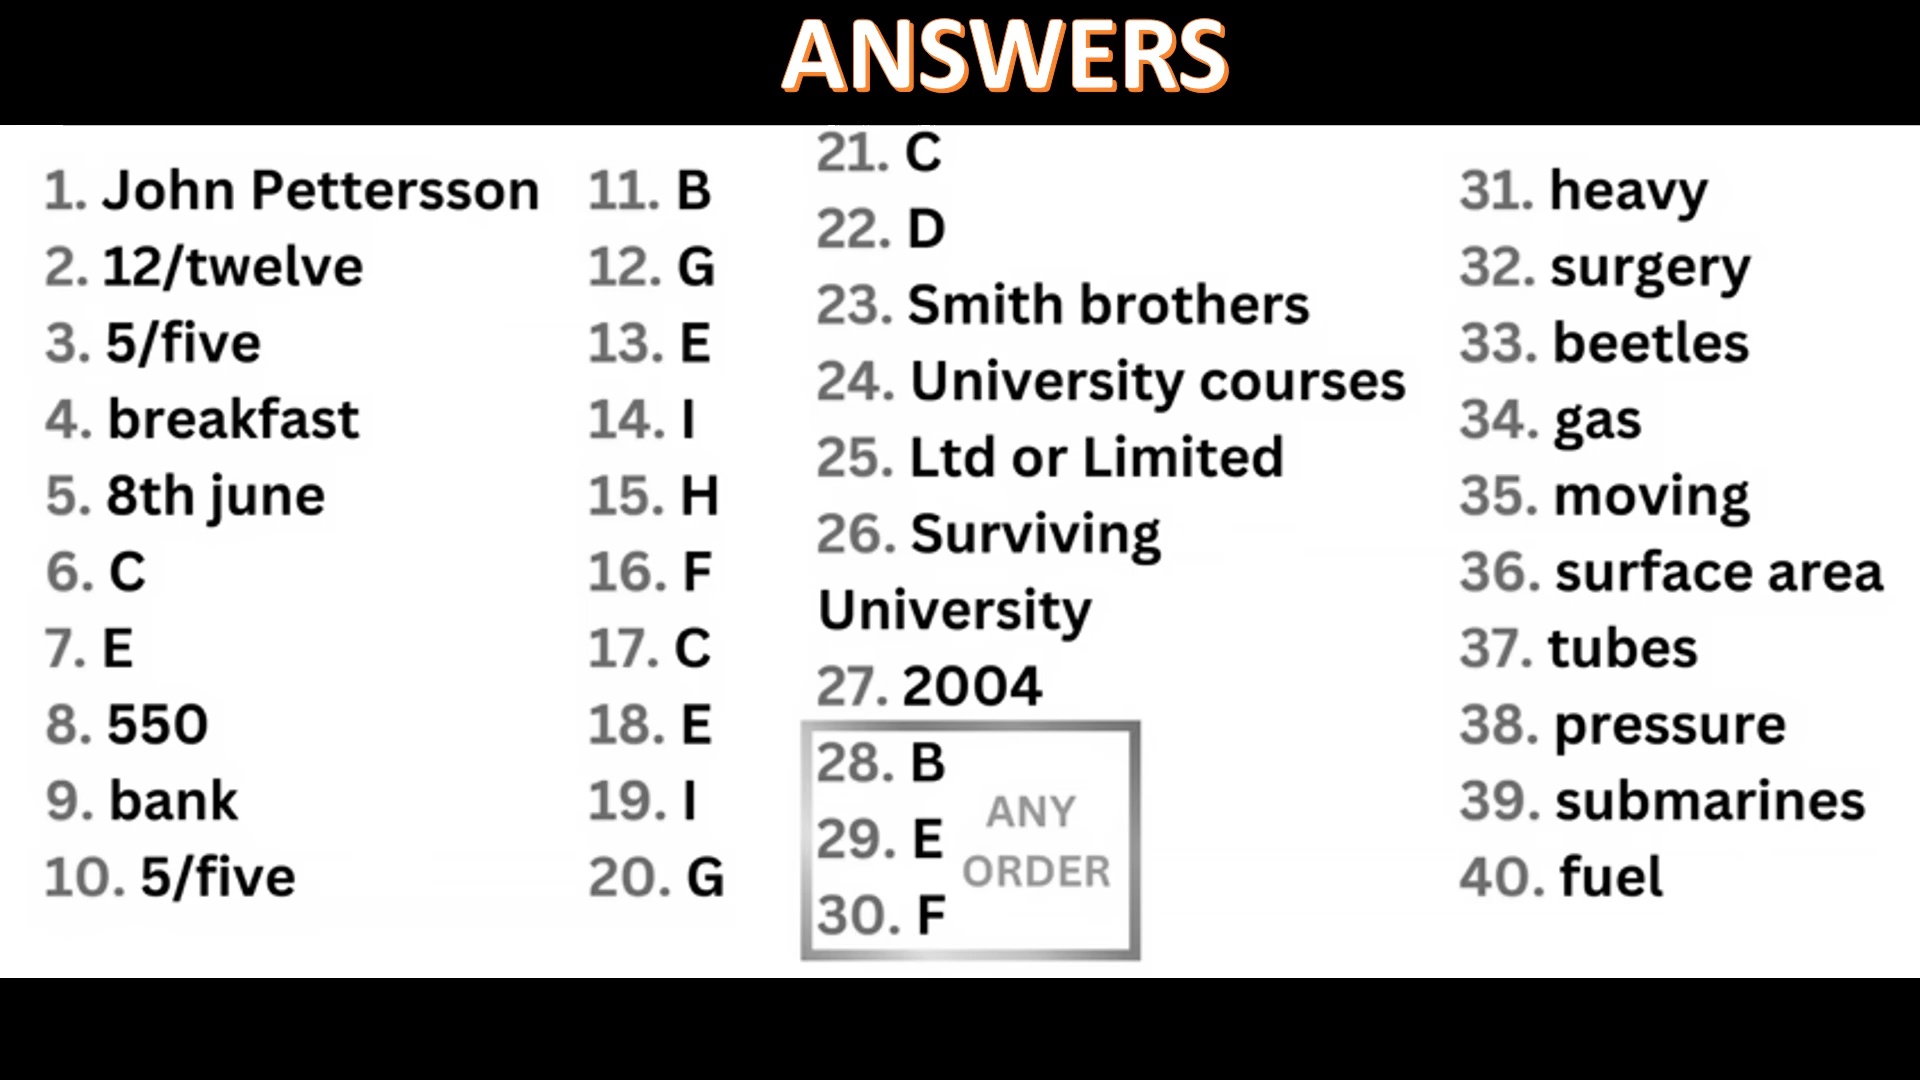 ANSWERS
1. John Pettersson
2. 12/twelve
3. 5/five
4. breakfast
5. 8th june
6. C
7. E
8. 550
9. bank
10. 5/five
11. B
12. G
13. E
14. I
15. H
16. F
17. C
18. E
19. I
20. G
21. C
22. D
23. Smith brothers
24. University courses
25. Ltd or Limited
26. Surviving
University
27. 2004
28. B
29. E
30. F
ANY
ORDER
31. heavy
32. surgery
33. beetles
34. gas
35. moving
36. surface area
37. tubes
38. pressure
39. submarines
40. fuel